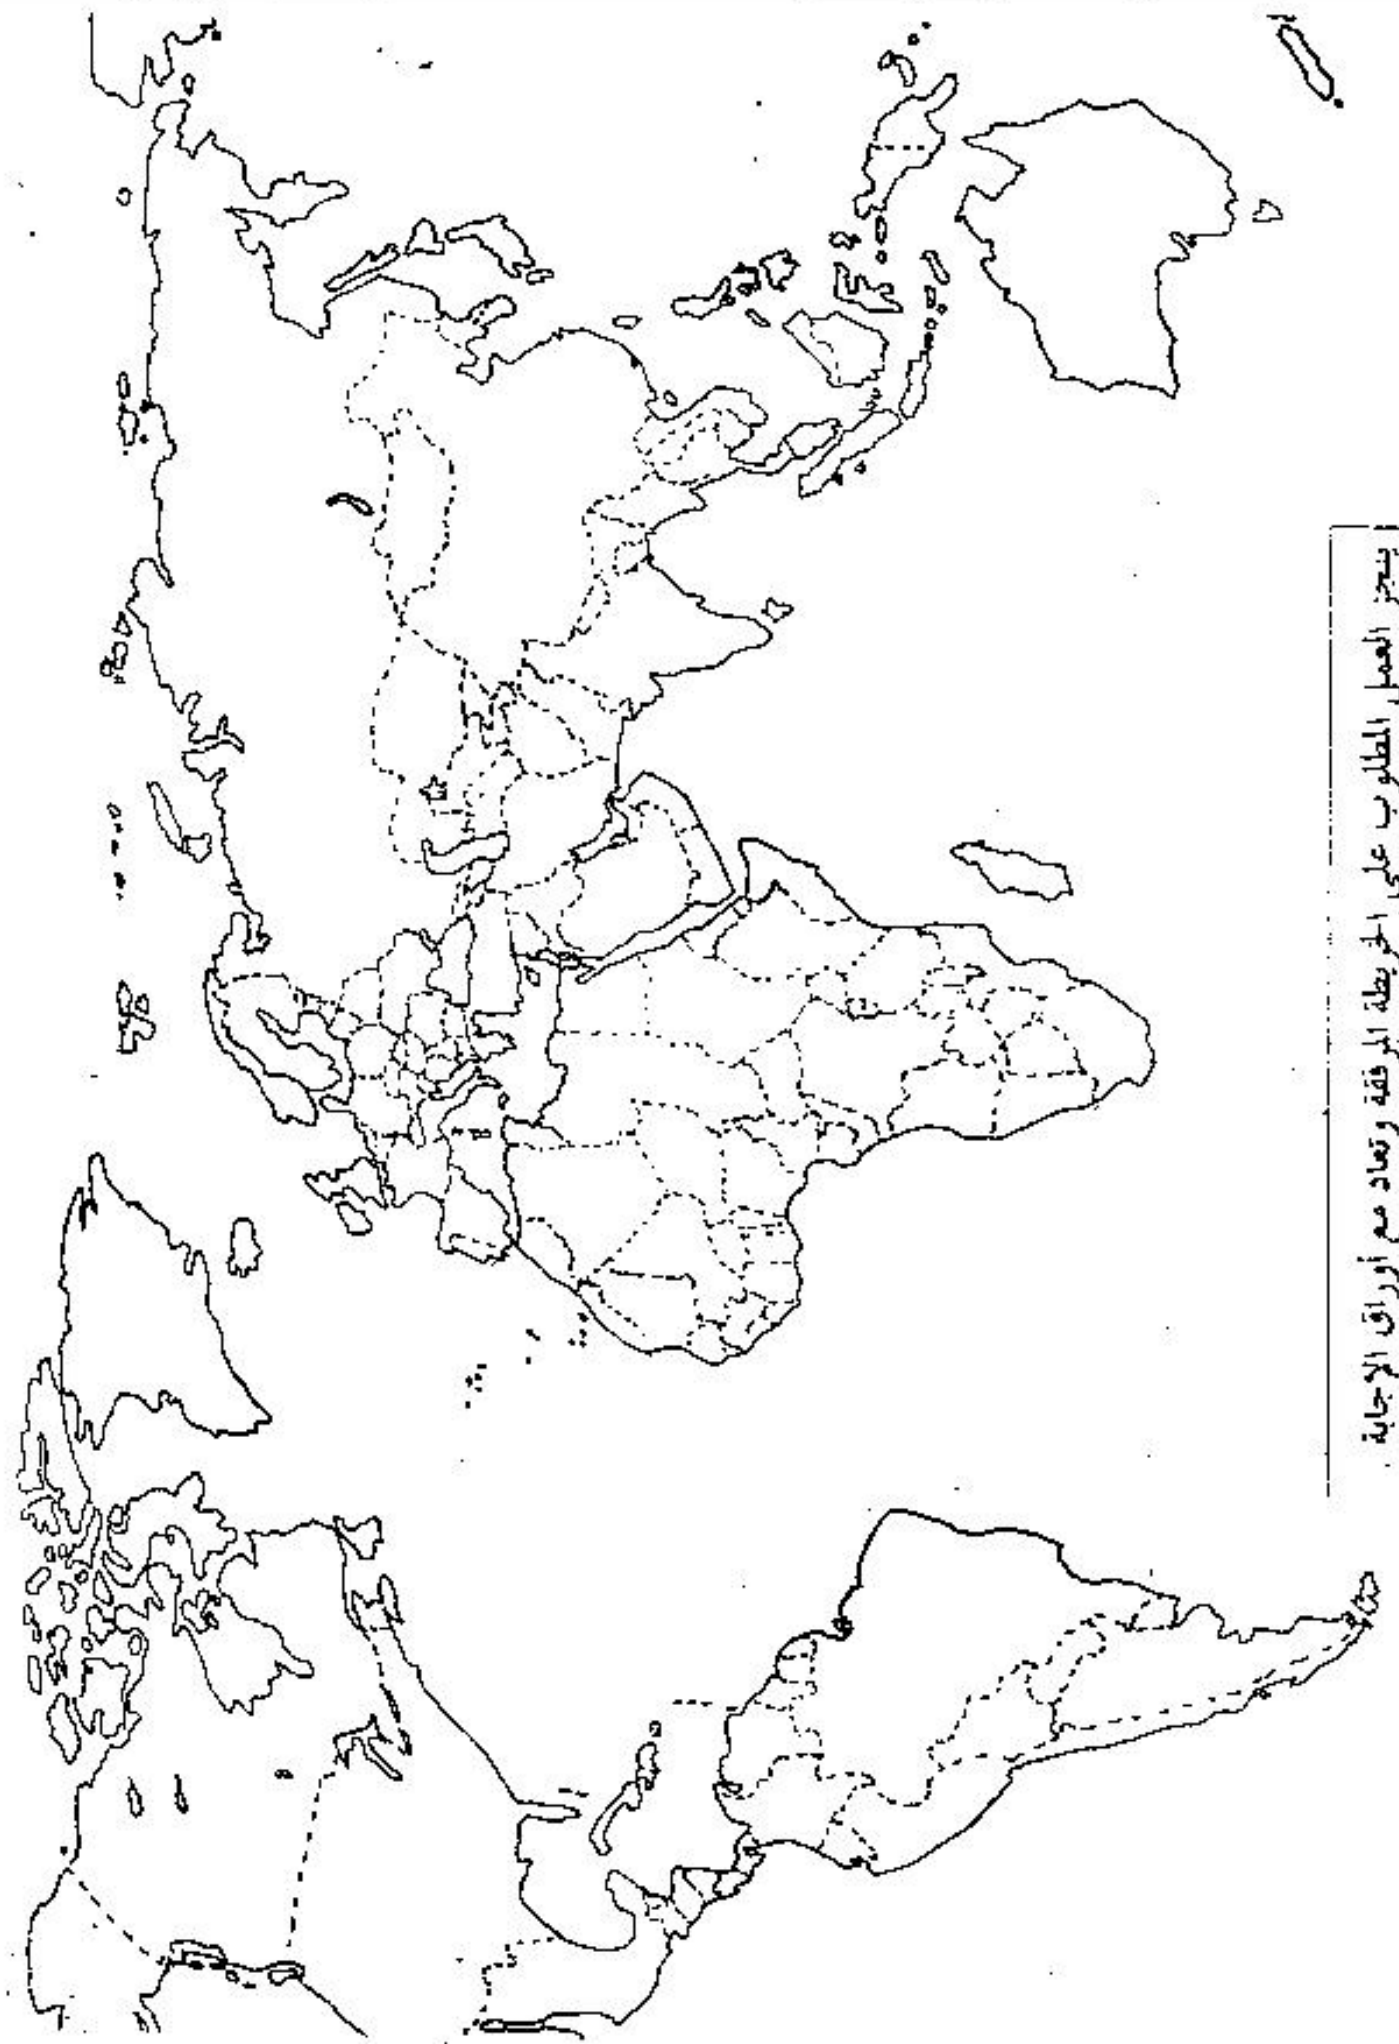 ينجز العمل المطلوب على الخريطة المرفقة وتعاد مع أوراق الإجابة.